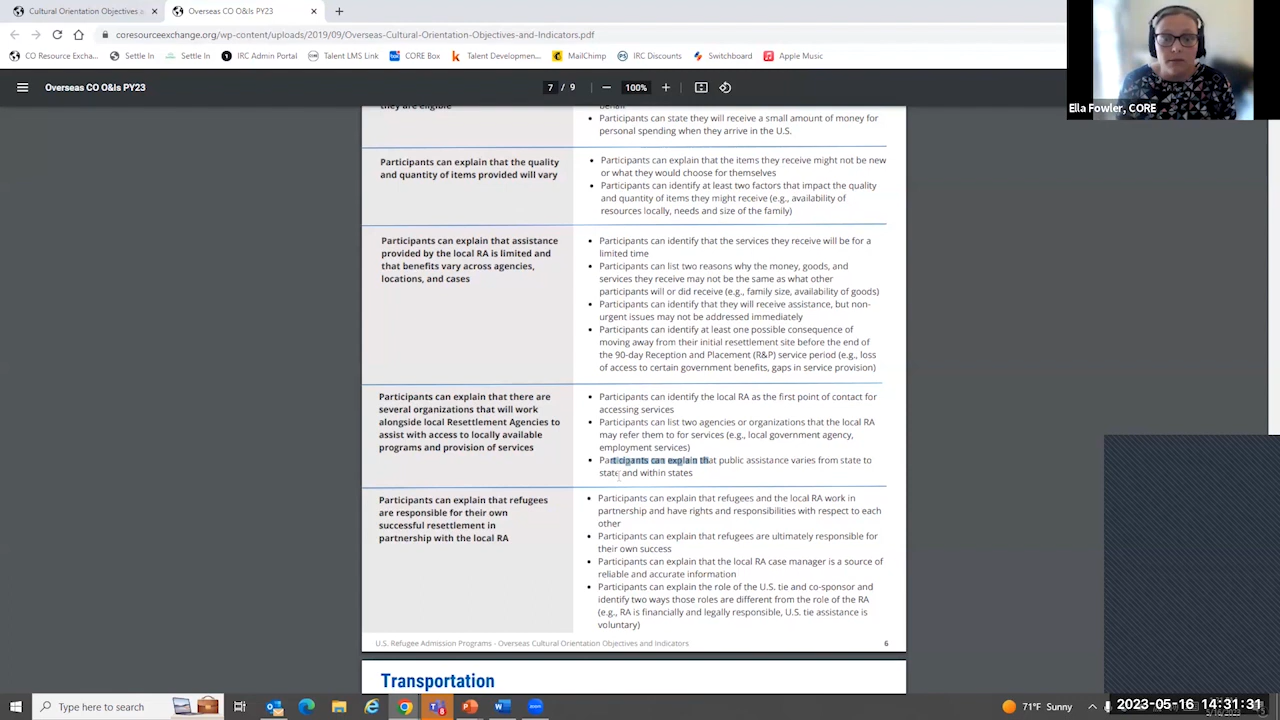 Cultural Orientation Objectives a
Overseas CO O&Is PY23
coresourceexchange.org/wp-content/uploads/2019/09/Overseas-Cultural-Orientation-Objectives-and-Indicators.pdf
CO Resource Excha...
Settle In
Settle In
IRC Admin Portal
Talent LMS Link
CORE Box
Talent Developmen...
MailChimp
IRC Discounts
Switchboard
Apple Music
Overseas CO O&Is PY23
7 / 9
100%
Ella Fowler, CORE
they are eligible
behalf
Participants can state they will receive a small amount of money for
personal spending when they arrive in the U.S.
Participants can explain that the quality
and quantity of items provided will vary
Participants can explain that the items they receive might not be new
or what they would choose for themselves
Participants can identify at least two factors that impact the quality
and quantity of items they might receive (e.g., availability of
resources locally, needs and size of the family)
Participants can explain that assistance
provided by the local RA is limited and
that benefits vary across agencies,
locations, and cases
Participants can identify that the services they receive will be for a
limited time
Participants can list two reasons why the money, goods, and
services they receive may not be the same as what other
participants will or did receive (e.g., family size, availability of goods)
Participants can identify that they will receive assistance, but non-
urgent issues may not be addressed immediately
Participants can identify at least one possible consequence of
moving away from their initial resettlement site before the end of
the 90-day Reception and Placement (R&P) service period (e.g., loss
of access to certain government benefits, gaps in service provision)
Participants can explain that there are
several organizations that will work
alongside local Resettlement Agencies to
assist with access to locally available
programs and provision of services
Participants can identify the local RA as the first point of contact for
accessing services
Participants can list two agencies or organizations that the local RA
may refer them to for services (e.g., local government agency,
employment services)
Participants can explain that public assistance varies from state to
state and within states
Participants can explain that refugees
are responsible for their own
successful resettlement in
partnership with the local RA
Participants can explain that refugees and the local RA work in
partnership and have rights and responsibilities with respect to each
other
Participants can explain that refugees are ultimately responsible for
their own success
Participants can explain that the local RA case manager is a source of
reliable and accurate information
Participants can explain the role of the U.S. tie and co-sponsor and
identify two ways those roles are different from the role of the RA
(e.g., RA is financially and legally responsible, U.S. tie assistance is
voluntary)
U.S. Refugee Admission Programs - Overseas Cultural Orientation Objectives and Indicators
6
Transportation
Type here to search
71°F Sunny
2023-05-16 14:31:31